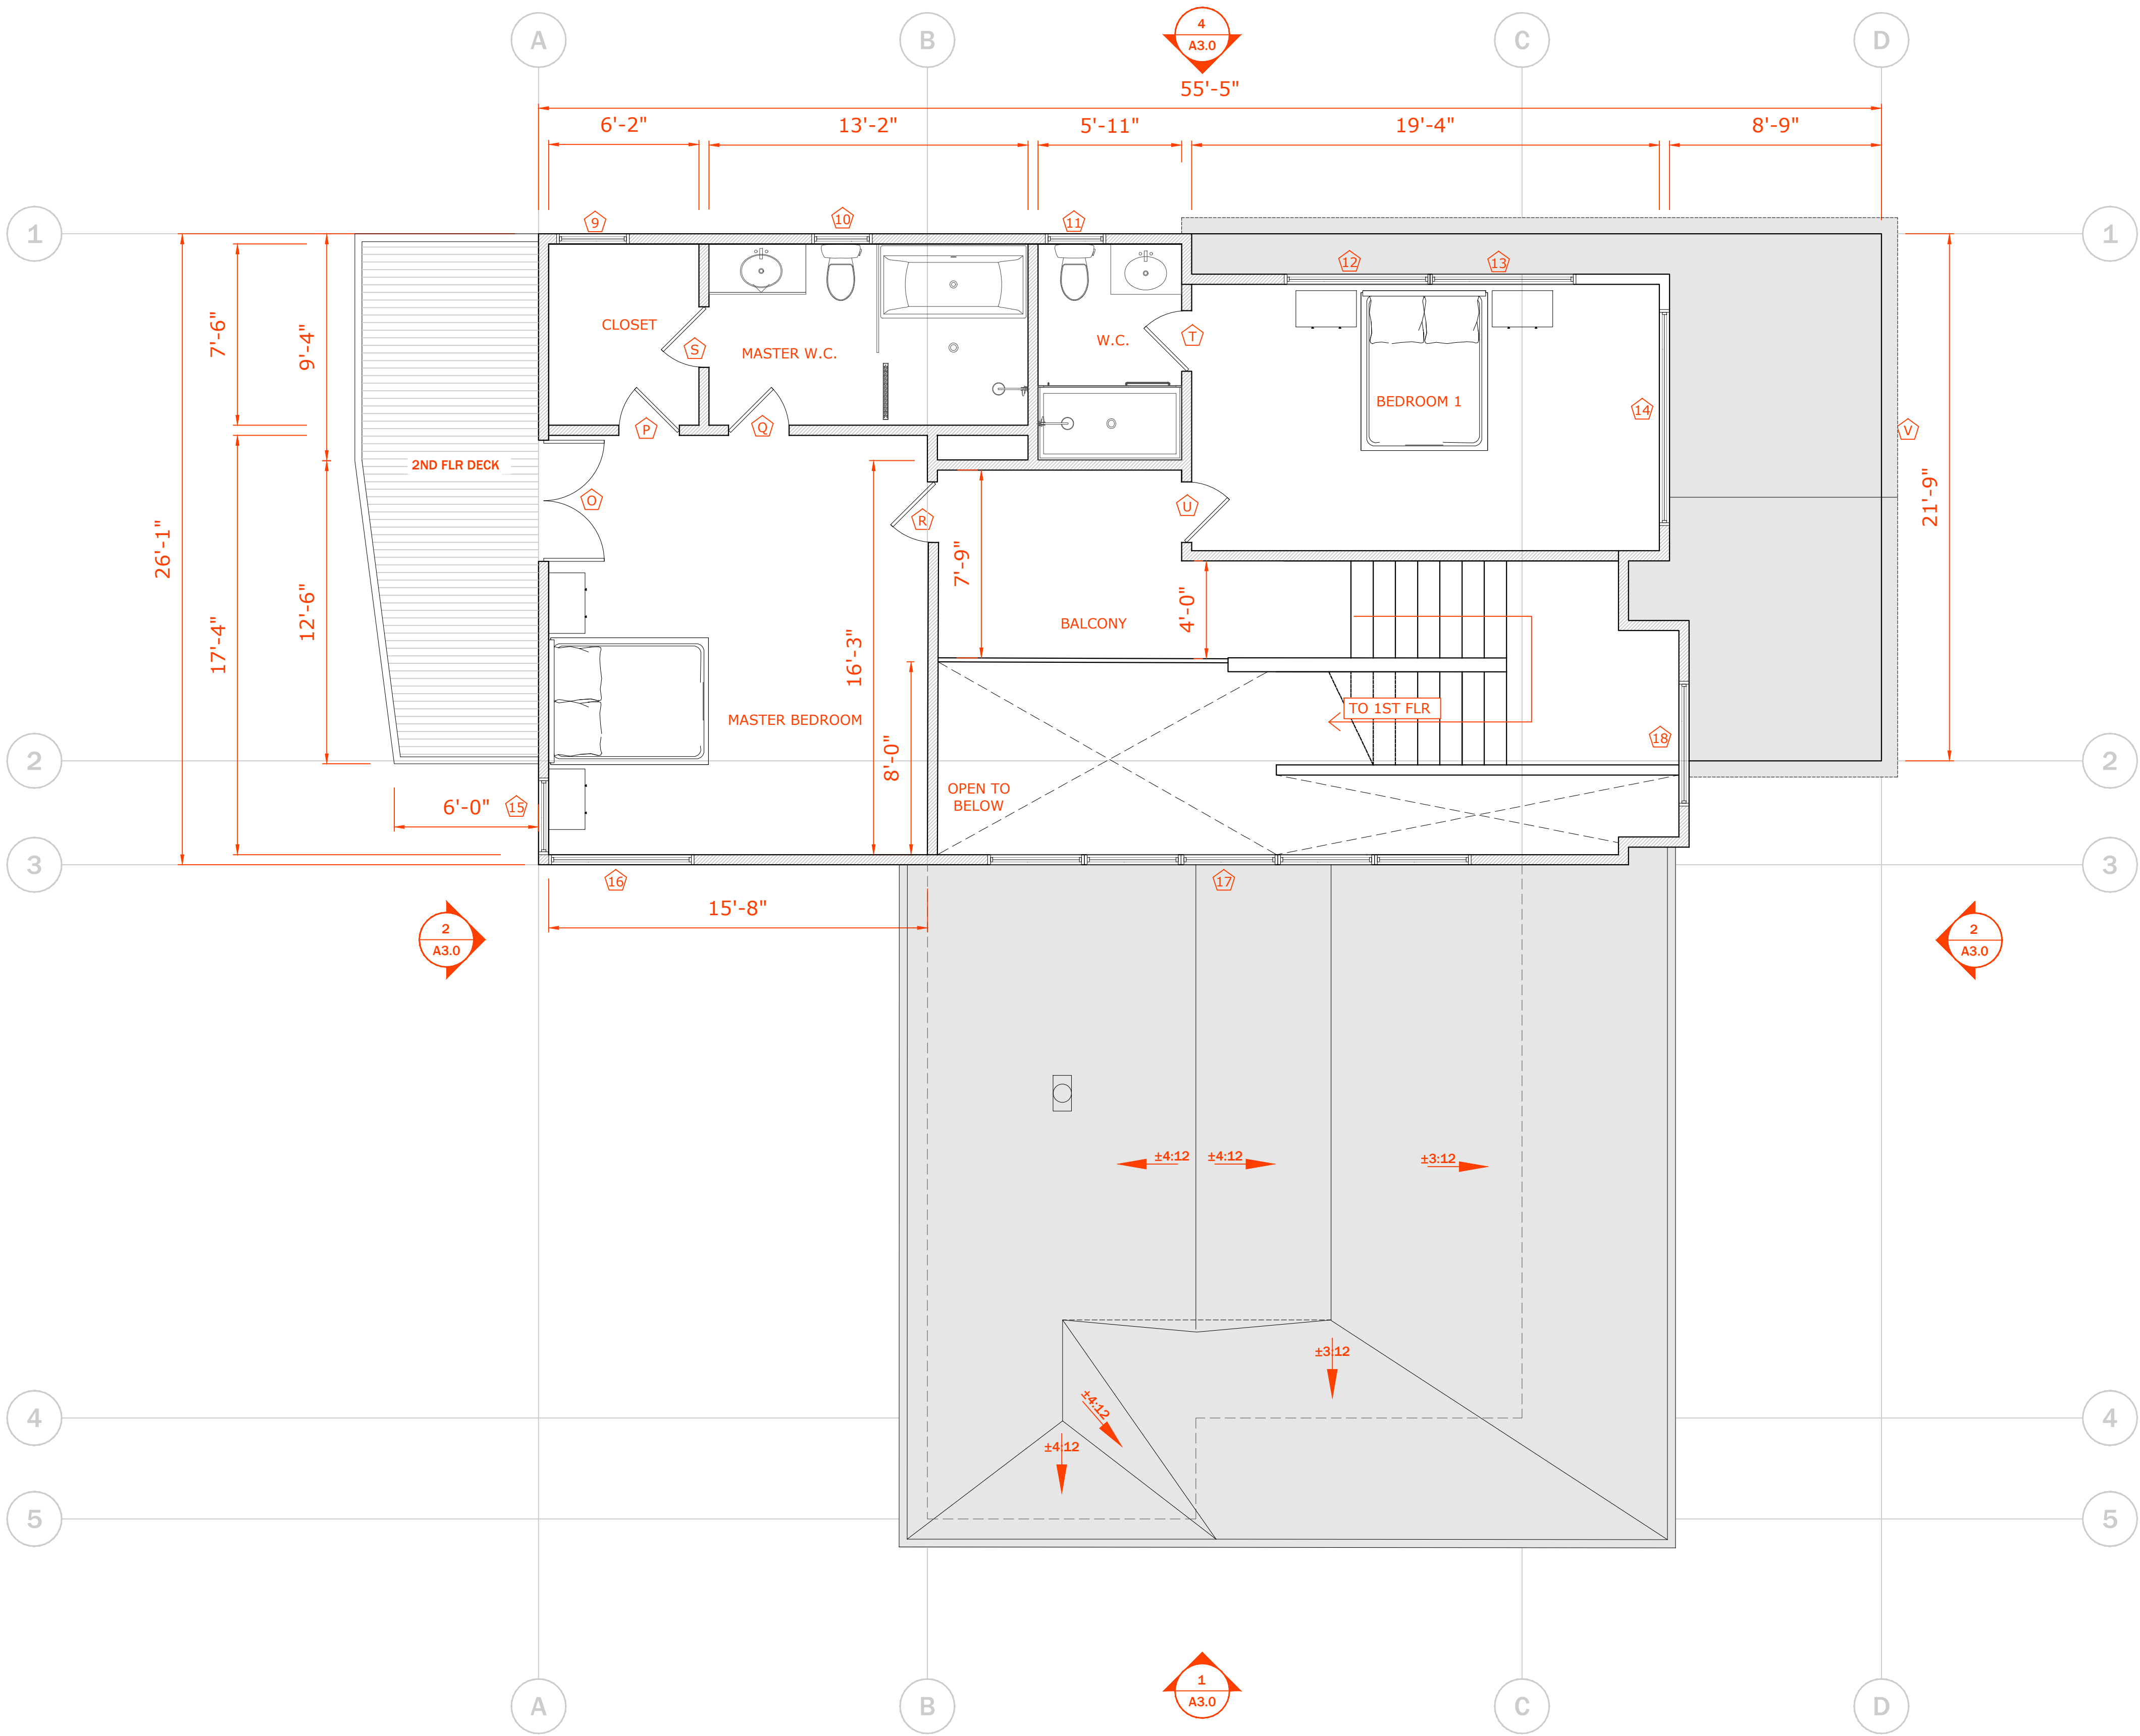 A
B
4
A3.0
C
D
55'-5"
6'-2"
13'-2"
5'-11"
19'-4"
8'-9"
1
9
10
11
1
12
13
CLOSET
S
MASTER W.C.
W.C.
T
7'-6"
9'-4"
BEDROOM 1
14
P
Q
V
2ND FLR DECK
O
R
U
21'-9"
26'-1"
7'-9"
12'-6"
17'-4"
4'-0"
BALCONY
16'-3"
MASTER BEDROOM
TO 1ST FLR
18
8'-0"
2
2
OPEN TO
BELOW
6'-0"
15
3
3
16
17
15'-8"
2
A3.0
2
A3.0
±4:12
±4:12
±3:12
±3:12
±4:12
±4:12
4
4
5
5
A
B
1
A3.0
C
D